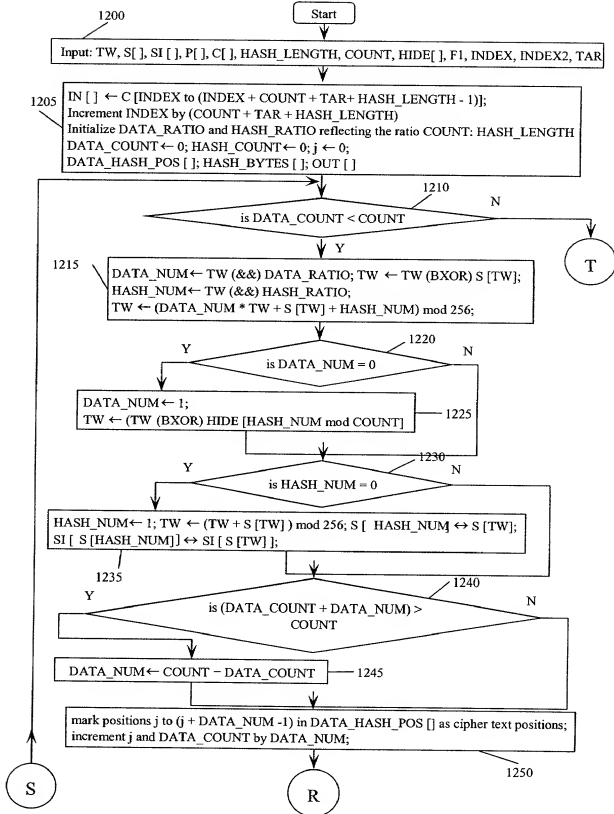 Start
1200
Input: TW, S[ ], SI [ ], P[ ], C[ ], HASH_LENGTH, COUNT, HIDE[ ], F1, INDEX, INDEX2, TAR
1205
IN [ ] ← C [INDEX to (INDEX + COUNT + TAR+ HASH_LENGTH - 1)];
Increment INDEX by (COUNT + TAR + HASH_LENGTH)
Initialize DATA_RATIO and HASH_RATIO reflecting the ratio COUNT: HASH_LENGTH
DATA_COUNT←0; HASH_COUNT←0; j ←0;
DATA_HASH_POS [ ]; HASH_BYTES [ ]; OUT [ ]
1210
is DATA_COUNT < COUNT
N
T
Y
1215
DATA_NUM← TW (&&) DATA_RATIO; TW ← TW (BXOR) S [TW];
HASH_NUM← TW (&&) HASH_RATIO;
TW ← (DATA_NUM * TW + S [TW] + HASH_NUM) mod 256;
1220
Y
is DATA_NUM = 0
N
DATA_NUM←1;
TW ← (TW (BXOR) HIDE [HASH_NUM mod COUNT]
1225
1230
Y
is HASH_NUM = 0
N
HASH_NUM←1; TW ← (TW + S [TW] ) mod 256; S [ HASH_NUM] ↔ S [TW];
SI [ S [HASH_NUM]] ↔ SI [ S [TW] ];
1235
1240
Y
is (DATA_COUNT + DATA_NUM) >
COUNT
N
DATA_NUM← COUNT − DATA_COUNT
1245
mark positions j to (j + DATA_NUM -1) in DATA_HASH_POS [] as cipher text positions;
increment j and DATA_COUNT by DATA_NUM;
1250
S
R